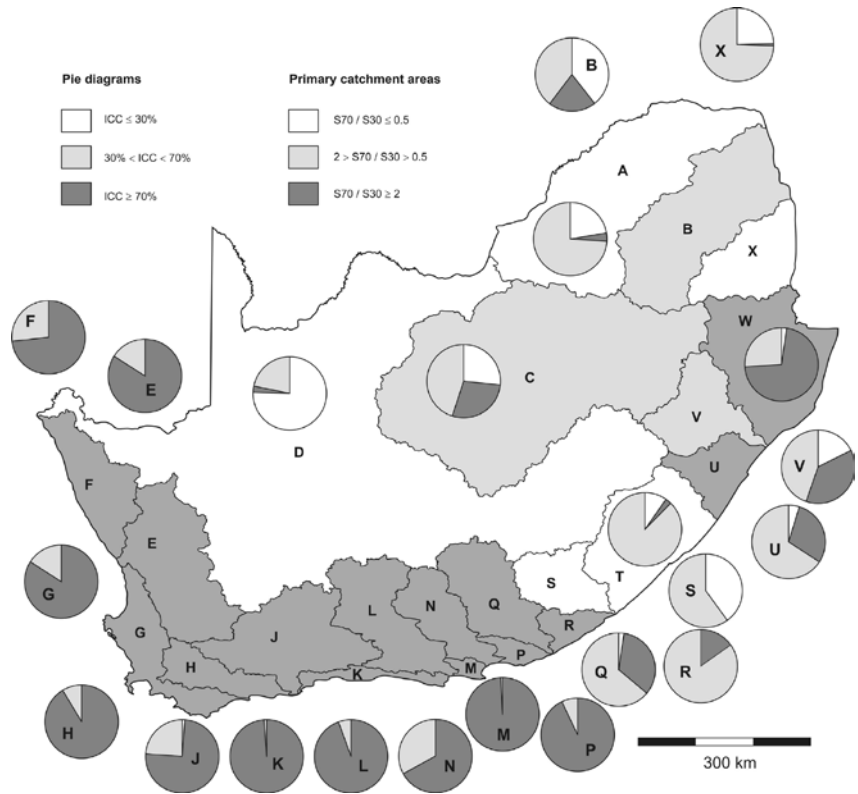 X
B
Pie diagrams
Primary catchment areas
ICC ≤ 30%
S70 / S30 ≤ 0.5
30% < ICC < 70%
2 > S70 / S30 > 0.5
ICC ≥ 70%
S70 / S30 ≥ 2
A
B
X
F
E
W
C
D
V
U
V
F
E
U
S
T
S
G
L
N
Q
R
G
J
P
H
M
K
Q
R
H
J
K
L
N
M
P
300 km